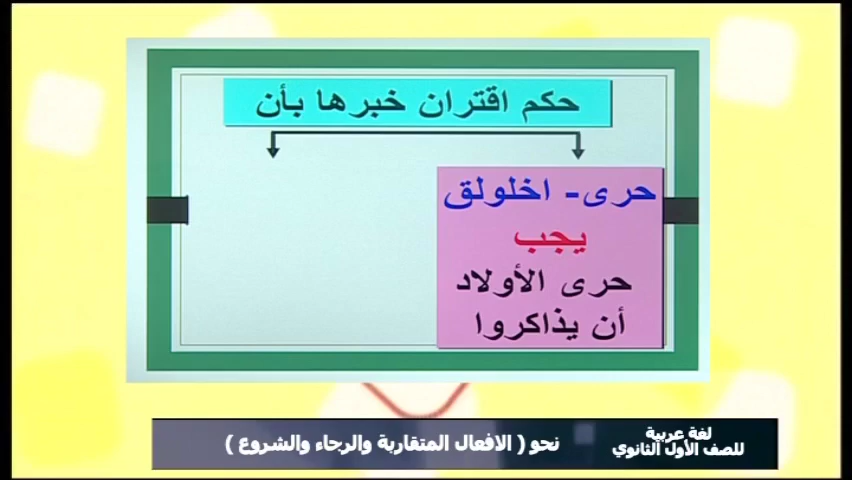 حكم اقتران خبرها بأن
حرى- اخلولق
يجب
حرى الأولاد
أن يذاكروا
لغة عربية
للصف الأول الثانوي
نحو ( الافعال المتقاربة والرجاء والشروع )